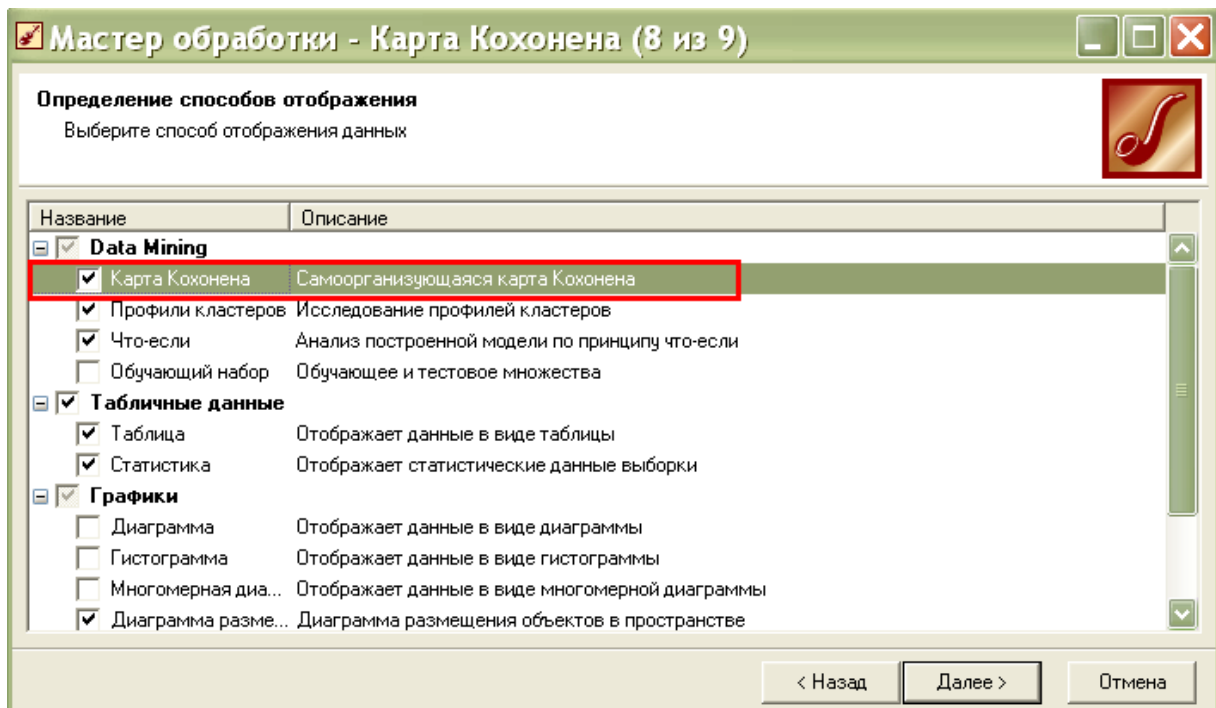 Мастер обработки - Карта Кохонена (8 из 9)
Определение способов отображения
Выберите способ отображения данных
Название Описание
Data Mining
Карта Кохонена Самоорганизующаяся карта Кохонена
Профили кластеров Исследование профилей кластеров
Что-если Анализ построенной модели по принципу что-если
Обучающий набор Обучающее и тестовое множества
Табличные данные
Таблица Отображает данные в виде таблицы
Статистика Отображает статистические данные выборки
Графики
Диаграмма Отображает данные в виде диаграммы
Гистограмма Отображает данные в виде гистограммы
Многомерная диа... Отображает данные в виде многомерной диаграммы
Диаграмма разме... Диаграмма размещения объектов в пространстве
< Назад Далее > Отмена